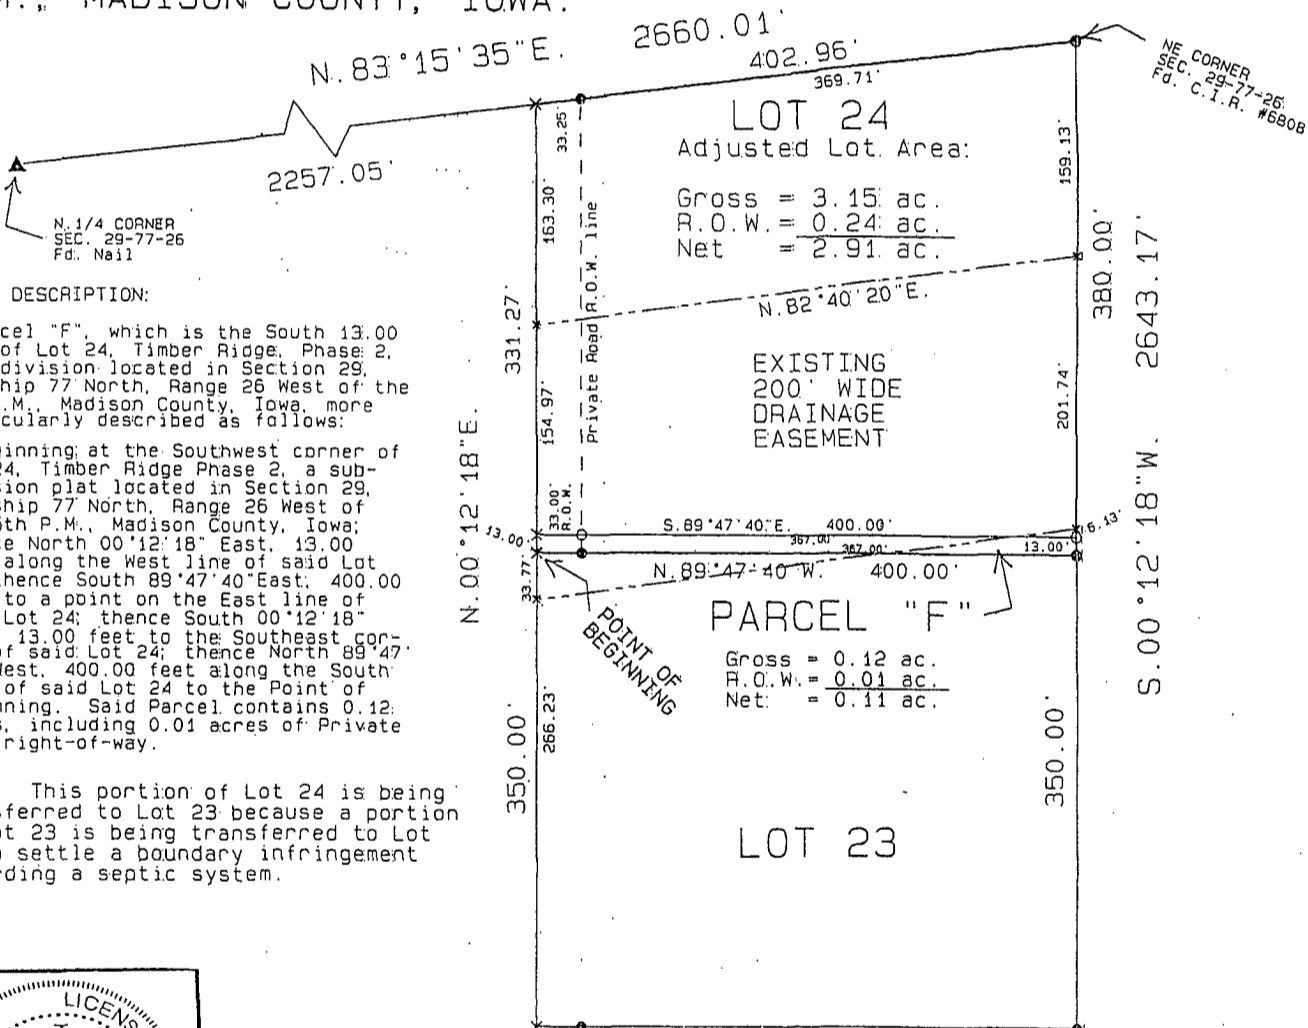 MADISON COUNTY, IOWA.
N. 83°15'35"E. 2660.01'
402.96'
369.71'
2257.05'
NE CORNER
SEC. 29-77-26
Fd. C.I.R. #6808
N.1/4 CORNER
SEC. 29-77-26
Fd. Nail
LOT 24
Adjusted Lot Area:
Gross = 3.15 ac.
R.O.W. = 0.24 ac.
Net = 2.91 ac.
33.25'
163.30'
Private Road R.O.W. line
159.13'
380.00'
2643.17'
N.82°40'20"E.
331.27'
154.97'
EXISTING
200' WIDE
DRAINAGE
EASEMENT
201.74'
N.00°12'18"E.
S.00°12'18"W.
33.00'
R.O.W.
S.89°47'40"E. 400.00'
367.00'
367.00'
13.00'
13.00'
6.13'
N.89°47'40"W. 400.00'
33.77'
POINT OF
BEGINNING
PARCEL "F"
Gross = 0.12 ac.
R.O.W. = 0.01 ac.
Net = 0.11 ac.
350.00'
266.23'
350.00'
LOT 23
DESCRIPTION:
cel "F", which is the South 13.00
of Lot 24, Timber Ridge, Phase 2,
division located in Section 29,
hip 77 North, Range 26 West of the
.M., Madison County, Iowa, more
cularly described as follows:
inning at the Southwest corner of
24, Timber Ridge Phase 2, a sub-
ion plat located in Section 29,
ship 77 North, Range 26 West of
th P.M., Madison County, Iowa;
e North 00°12'18" East, 13.00
along the West line of said Lot
hence South 89°47'40"East, 400.00
to a point on the East line of
Lot 24; thence South 00°12'18"
13.00 feet to the Southeast cor-
of said Lot 24; thence North 89°47'
West, 400.00 feet along the South
of said Lot 24 to the Point of
nning. Said Parcel contains 0.12
s, including 0.01 acres of Private
right-of-way.
This portion of Lot 24 is being
sferred to Lot 23 because a portion
ot 23 is being transferred to Lot
settle a boundary infringement
rding a septic system.
LICENS